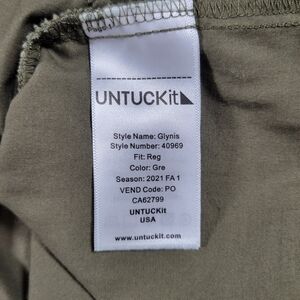 UNTUCKit
Style Name: Glynis
Style Number: 40969
Fit: Reg
Color: Gre
Season: 2021 FA 1
VEND Code: PO
CA62799
UNTUCKit
USA
www.untuckit.com